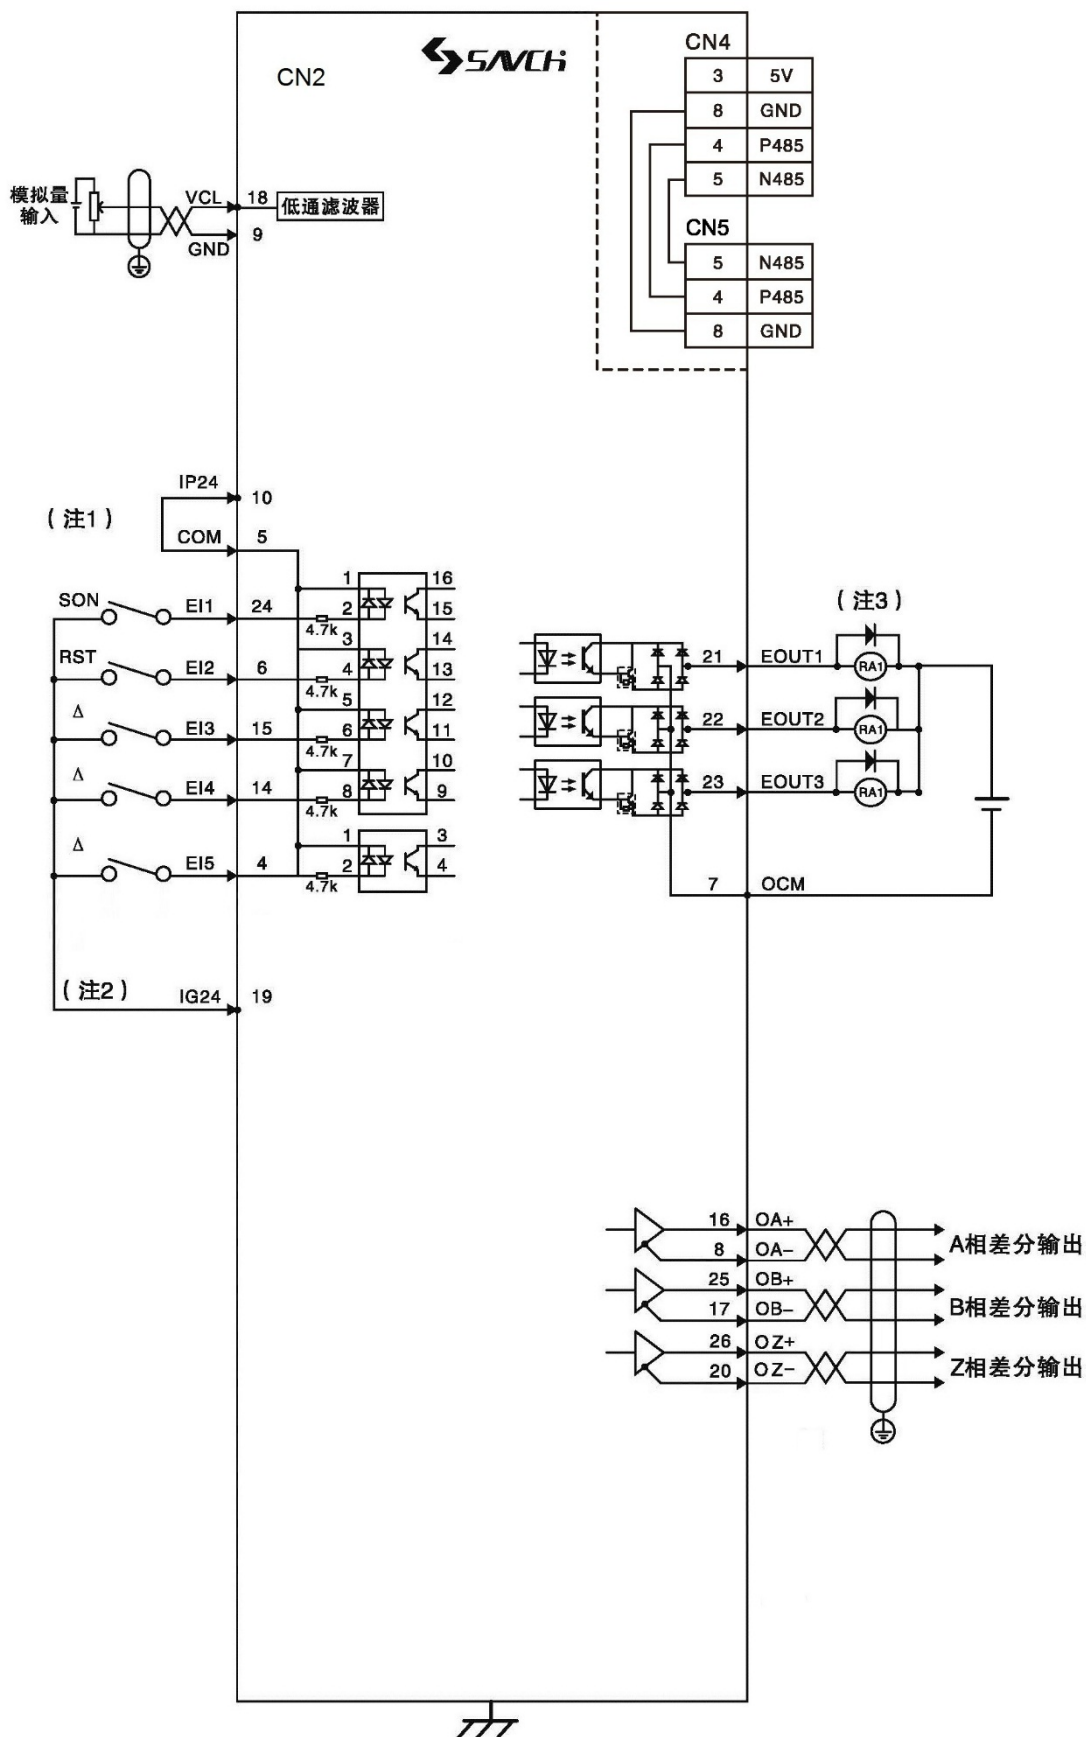 CN2
SAVCH
CN4
3 5V
8 GND
4 P485
5 N485
CN5
5 N485
4 P485
8 GND
模拟量
输入
VCL 18 低通滤波器
GND 9
IP24 10
(注1)
COM 5
SON EI1 24 4.7k 1 2 16 15
RST EI2 6 4.7k 3 4 14 13
Δ EI3 15 4.7k 5 6 12 11
Δ EI4 14 4.7k 7 8 10 9
Δ EI5 4 4.7k 1 2 3 4
(注2)
IG24 19
(注3)
21 EOUT1 RA1
22 EOUT2 RA1
23 EOUT3 RA1
7 OCM
16 OA+
8 OA-
A相差分输出
25 OB+
17 OB-
B相差分输出
26 OZ+
20 OZ-
Z相差分输出